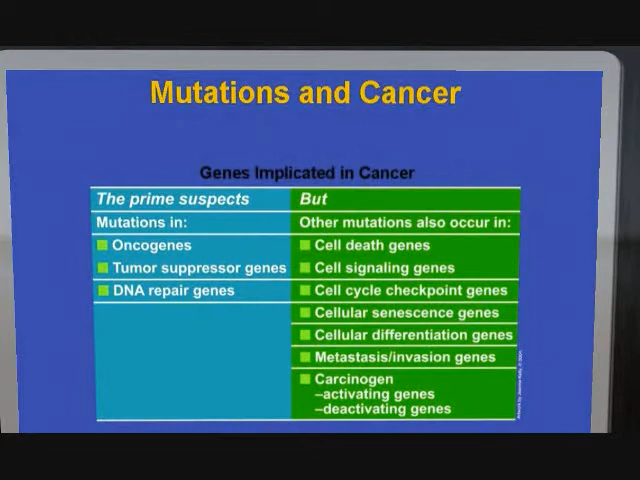 Mutations and Cancer
Genes Implicated in Cancer
The prime suspects
But
Mutations in:
Other mutations also occur in:
Oncogenes
Cell death genes
Tumor suppressor genes
Cell signaling genes
DNA repair genes
Cell cycle checkpoint genes
Cellular senescence genes
Cellular differentiation genes
Metastasis/invasion genes
Carcinogen
–activating genes
–deactivating genes